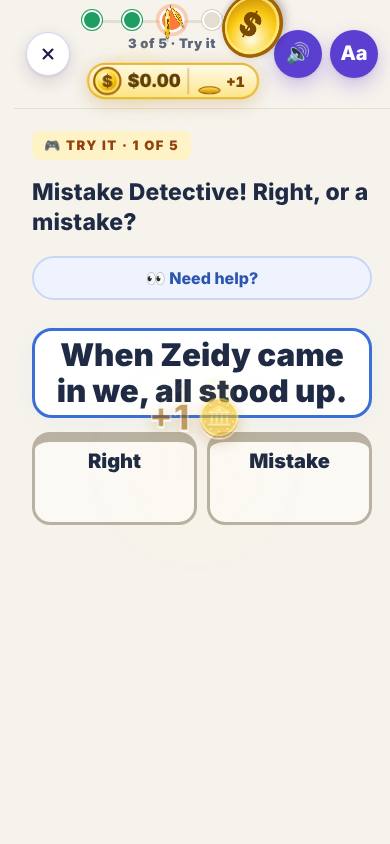 3 of 5 · Try it
$
$
$0.00
+1
Aa
TRY IT · 1 OF 5
Mistake Detective! Right, or a
mistake?
Need help?
When Zeidy came
in we, all stood up.
+1
Right
Mistake